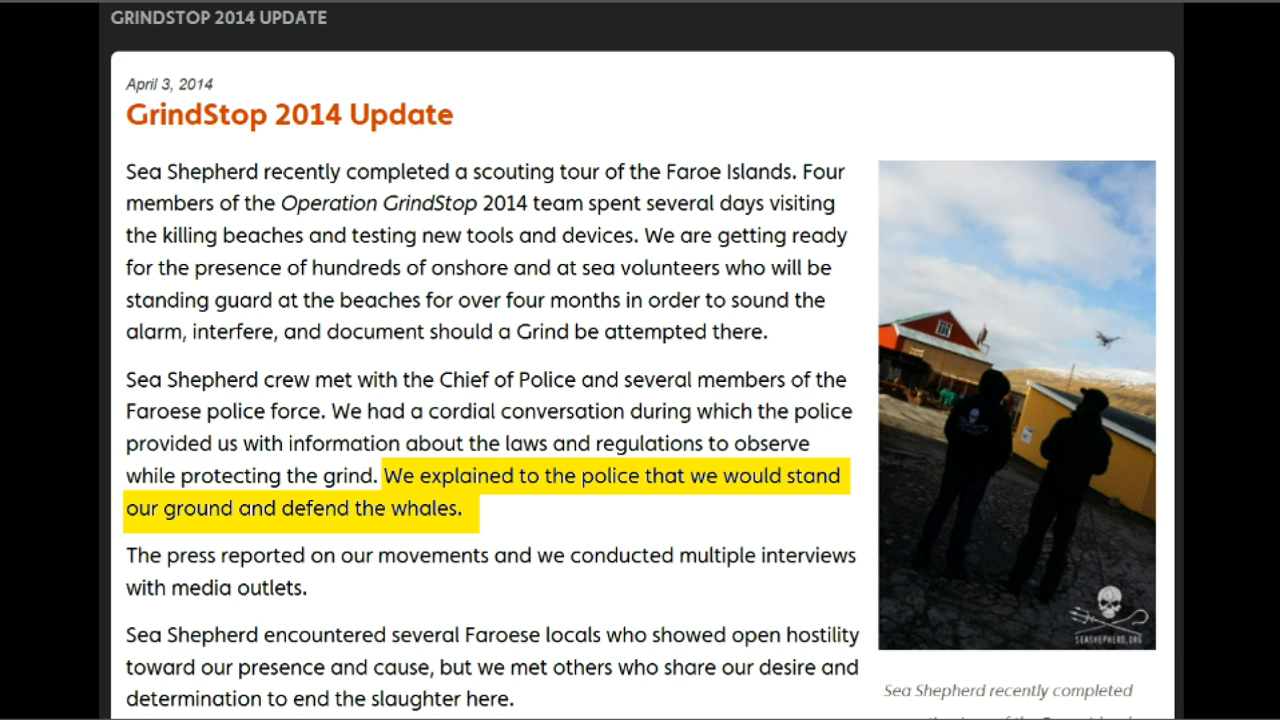 GRINDSTOP 2014 UPDATE
April 3, 2014
GrindStop 2014 Update
Sea Shepherd recently completed a scouting tour of the Faroe Islands. Four
members of the Operation GrindStop 2014 team spent several days visiting
the killing beaches and testing new tools and devices. We are getting ready
for the presence of hundreds of onshore and at sea volunteers who will be
standing guard at the beaches for over four months in order to sound the
alarm, interfere, and document should a Grind be attempted there.
Sea Shepherd crew met with the Chief of Police and several members of the
Faroese police force. We had a cordial conversation during which the police
provided us with information about the laws and regulations to observe
while protecting the grind. We explained to the police that we would stand
our ground and defend the whales.
The press reported on our movements and we conducted multiple interviews
with media outlets.
Sea Shepherd encountered several Faroese locals who showed open hostility
toward our presence and cause, but we met others who share our desire and
determination to end the slaughter here.
SEASHEPHERD.ORG
Sea Shepherd recently completed